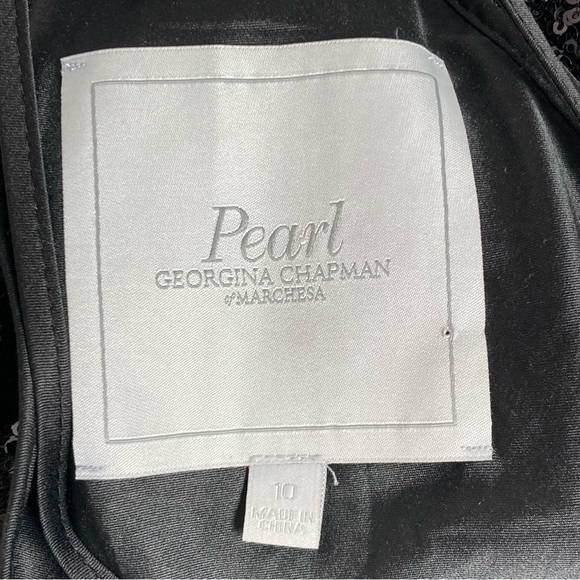 Pearl
GEORGINA CHAPMAN
of MARCHESA
10
MADE IN
CHINA